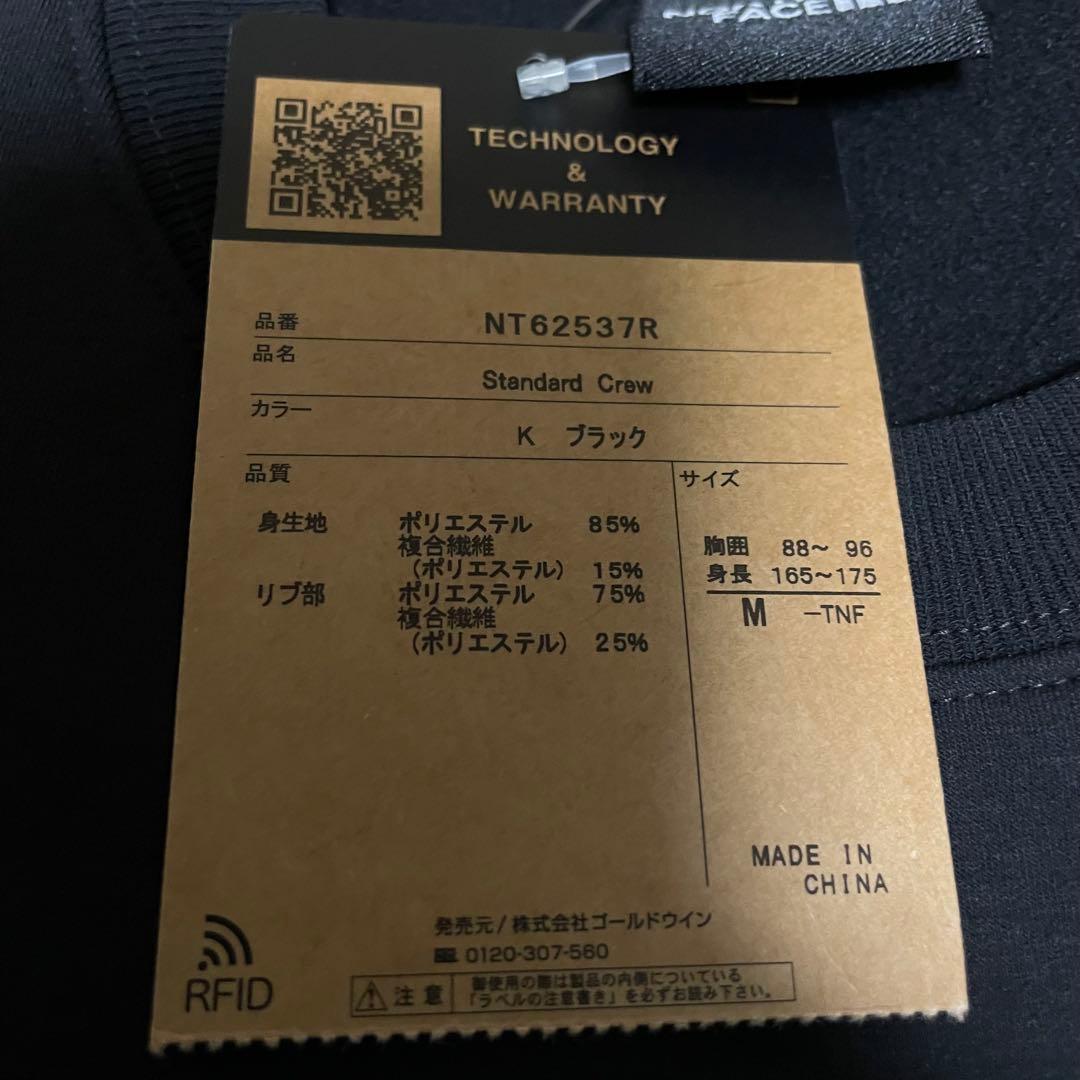 FACE
TECHNOLOGY
&
WARRANTY
品番 NT62537R
品名
Standard Crew
カラー
K ブラック
品質
サイズ
身生地 ポリエステル 85%
複合繊維
(ポリエステル) 15%
リブ部 ポリエステル 75%
複合繊維
(ポリエステル) 25%
胸囲 88~ 96
身長 165~175
M -TNF
MADE IN
CHINA
発売元/株式会社ゴールドウイン
0120-307-560
RFID
注意
御使用の際は製品の内側についている
「ラベルの注意書き」を必ずお読み下さい。